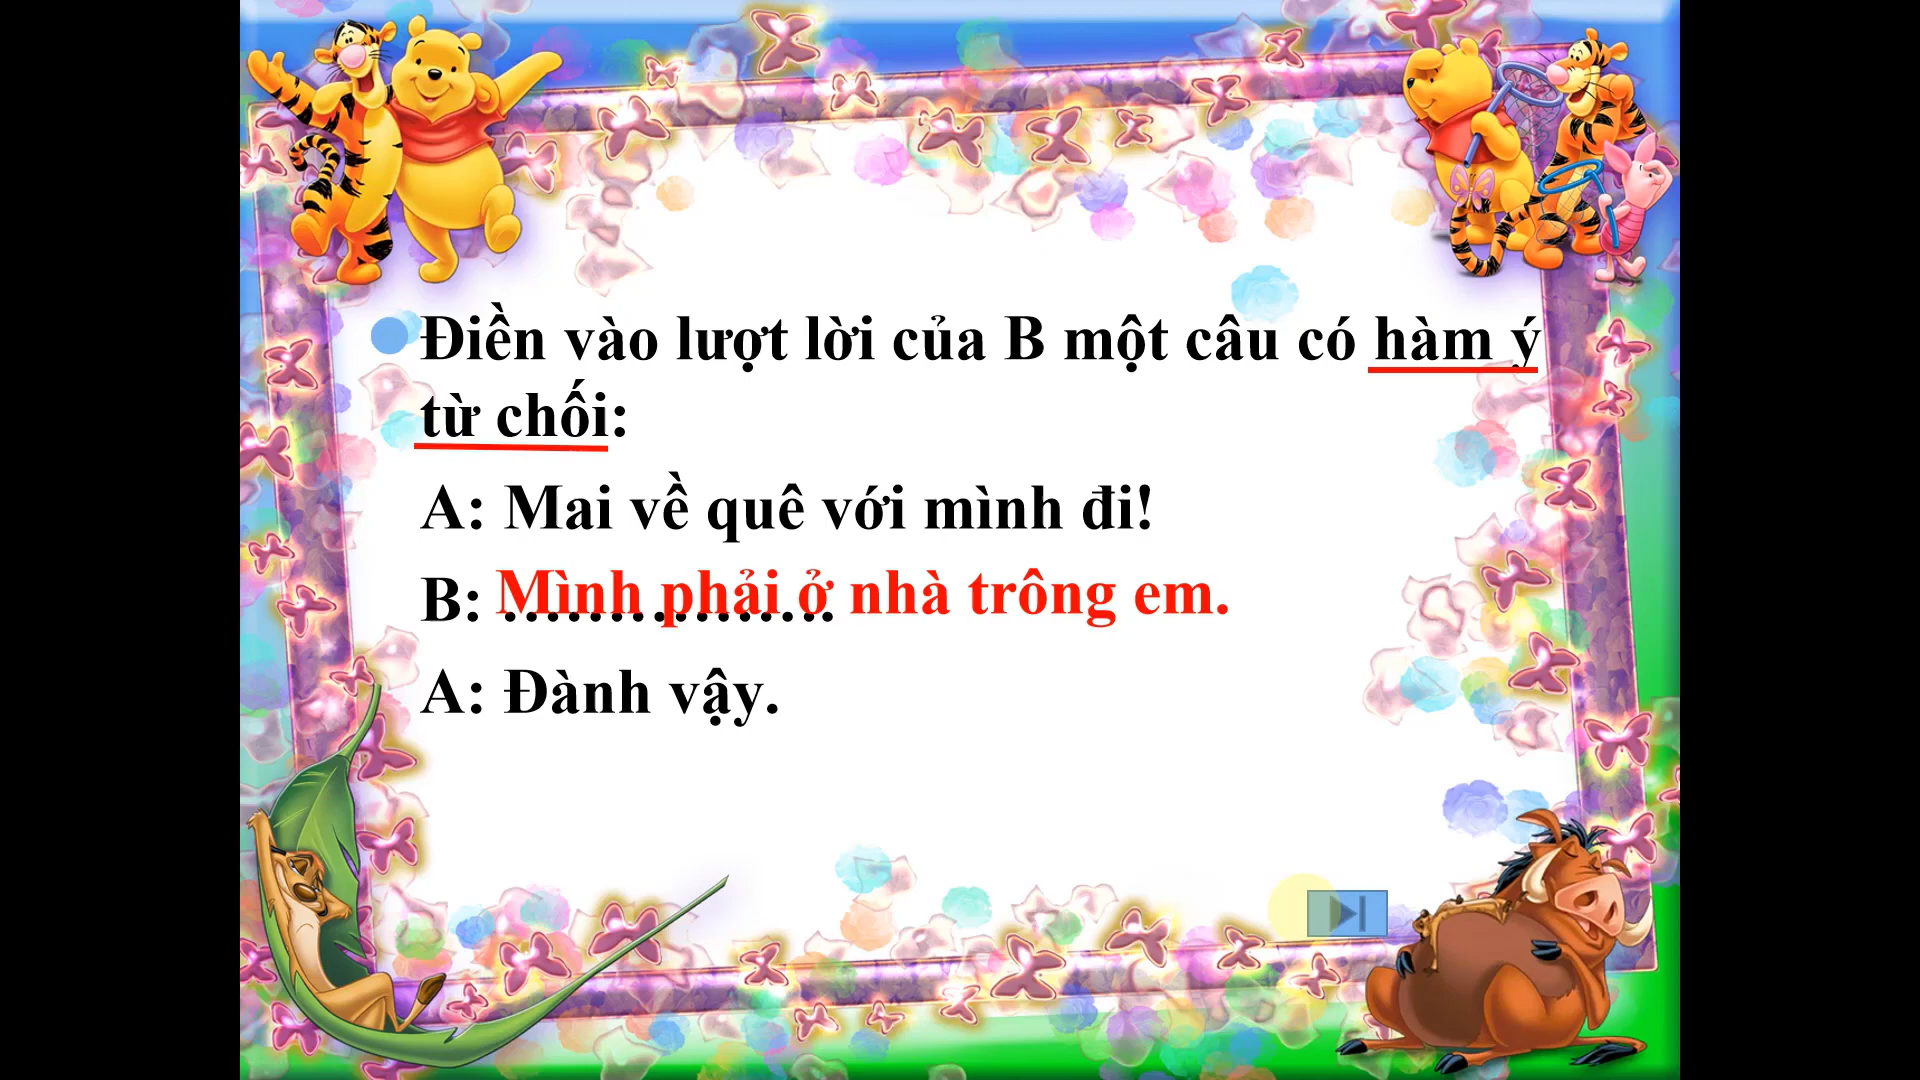 Điền vào lượt lời của B một câu có hàm ý
từ chối:
A: Mai về quê với mình đi!
B: ................ Mình phải ở nhà trông em.
A: Đành vậy.